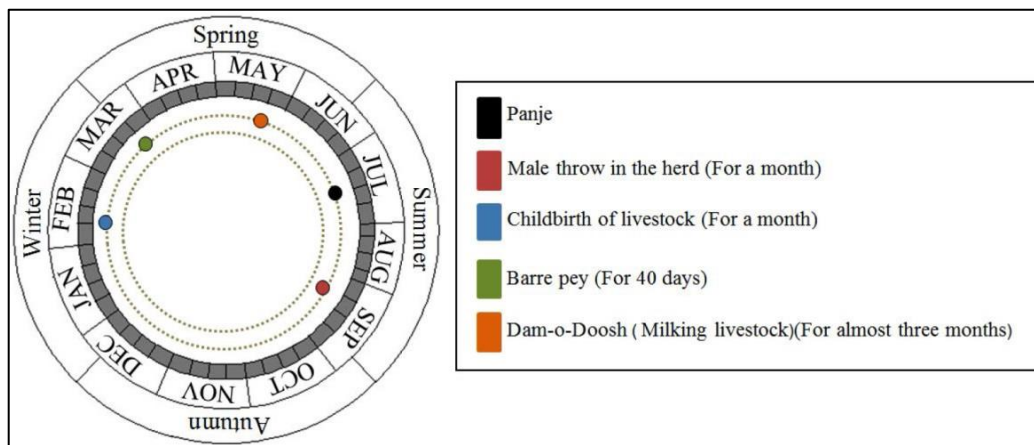 Spring
APR
MAY
MAR
JUN
FEB
JUL
Winter
Summer
JAN
AUG
DEC
SEP
NOV
OCT
Autumn
Panje
Male throw in the herd (For a month)
Childbirth of livestock (For a month)
Barre pey (For 40 days)
Dam-o-Doosh ( Milking livestock)(For almost three months)